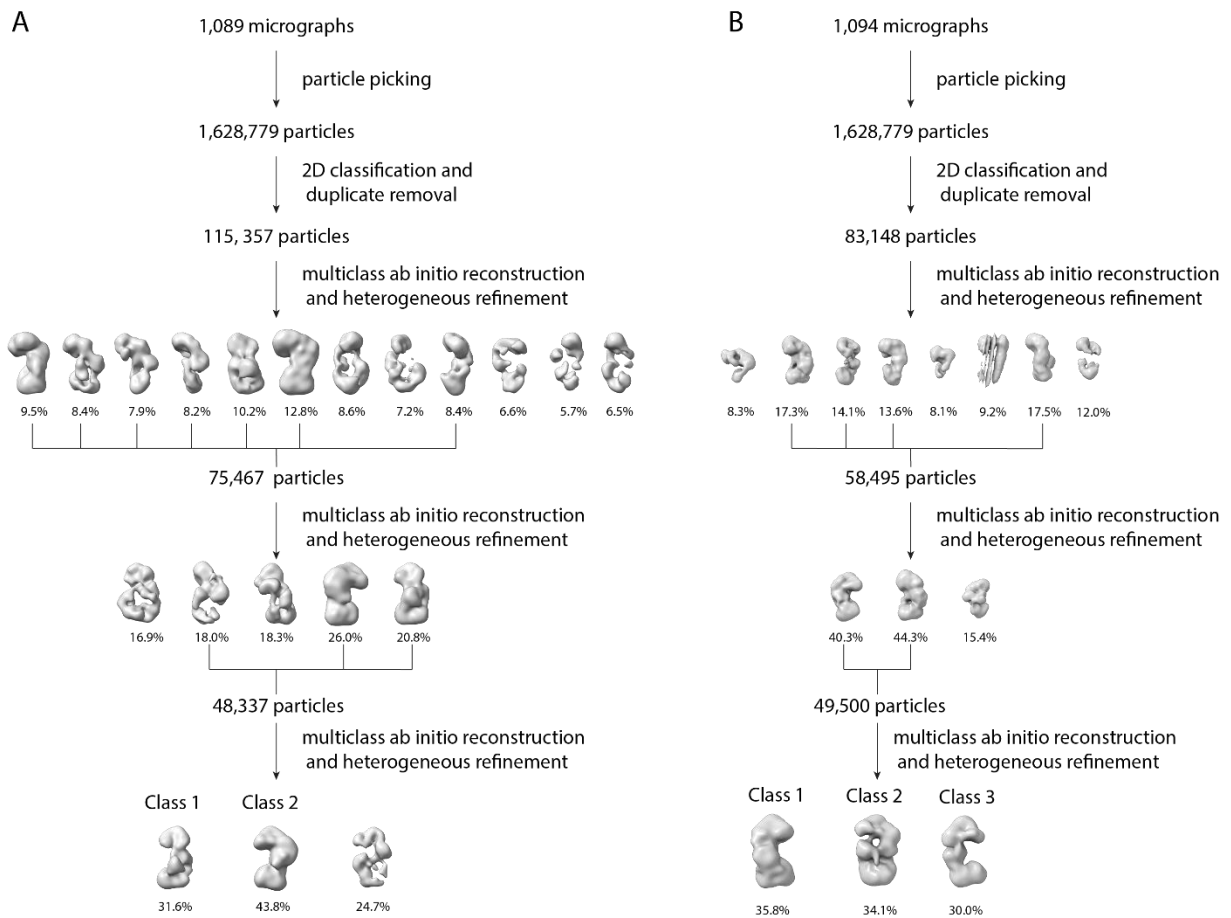 A
1,089 micrographs
particle picking
1,628,779 particles
2D classification and
duplicate removal
115, 357 particles
multiclass ab initio reconstruction
and heterogeneous refinement
9.5% 8.4% 7.9% 8.2% 10.2% 12.8% 8.6% 7.2% 8.4% 6.6% 5.7% 6.5%
75,467 particles
multiclass ab initio reconstruction
and heterogeneous refinement
16.9% 18.0% 18.3% 26.0% 20.8%
48,337 particles
multiclass ab initio reconstruction
and heterogeneous refinement
Class 1 Class 2
31.6% 43.8% 24.7%
B
1,094 micrographs
particle picking
1,628,779 particles
2D classification and
duplicate removal
83,148 particles
multiclass ab initio reconstruction
and heterogeneous refinement
8.3% 17.3% 14.1% 13.6% 8.1% 9.2% 17.5% 12.0%
58,495 particles
multiclass ab initio reconstruction
and heterogeneous refinement
40.3% 44.3% 15.4%
49,500 particles
multiclass ab initio reconstruction
and heterogeneous refinement
Class 1 Class 2 Class 3
35.8% 34.1% 30.0%